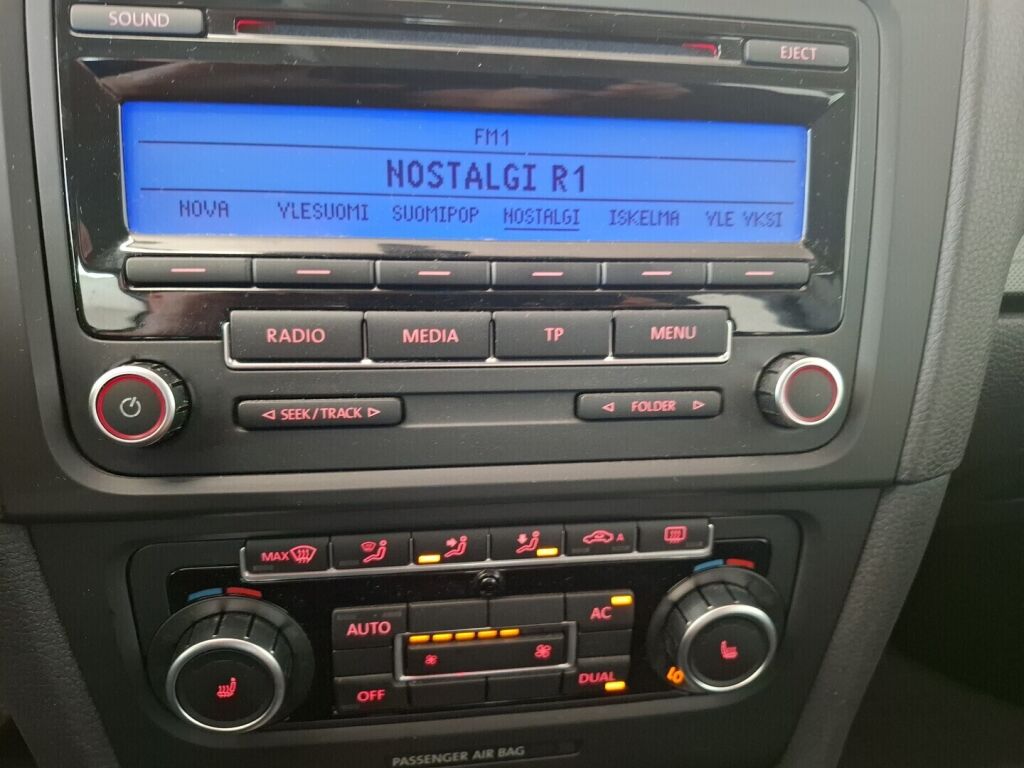 SOUND EJECT
FM1
NOSTALGI R1
NOVA YLESUOMI SUOMIPOP NOSTALGI ISKELMA YLE YKSI
RADIO MEDIA TP MENU
SEEK/TRACK FOLDER
MAX A
AUTO AC
OFF DUAL LO
PASSENGER AIR BAG